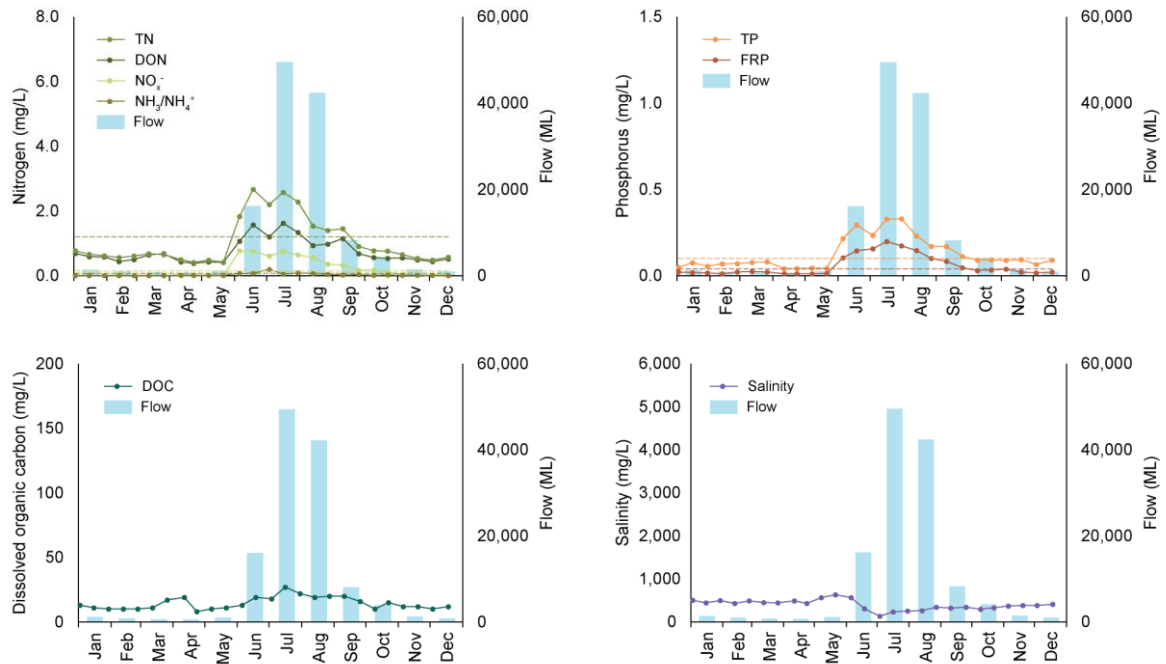 Nitrogen (mg/L)
8.0
6.0
4.0
2.0
0.0
TN
DON
NOₓ⁻
NH₃/NH₄⁺
Flow
60,000
40,000
20,000
0
Flow (ML)
Jan Feb Mar Apr May Jun Jul Aug Sep Oct Nov Dec
Phosphorus (mg/L)
1.5
1.0
0.5
0.0
TP
FRP
Flow
60,000
40,000
20,000
0
Flow (ML)
Jan Feb Mar Apr May Jun Jul Aug Sep Oct Nov Dec
Dissolved organic carbon (mg/L)
200
150
100
50
0
DOC
Flow
60,000
40,000
20,000
0
Flow (ML)
Jan Feb Mar Apr May Jun Jul Aug Sep Oct Nov Dec
Salinity (mg/L)
6,000
5,000
4,000
3,000
2,000
1,000
0
Salinity
Flow
60,000
40,000
20,000
0
Flow (ML)
Jan Feb Mar Apr May Jun Jul Aug Sep Oct Nov Dec